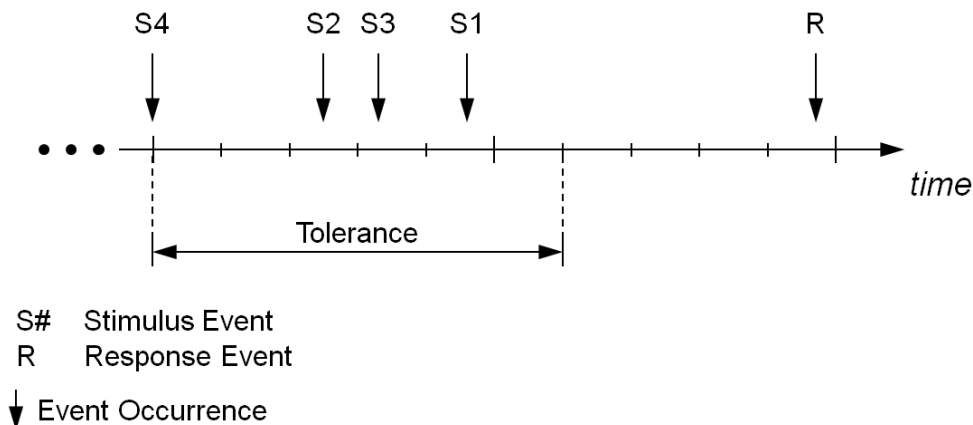 S4 S2 S3 S1 R
time
Tolerance
S# Stimulus Event
R Response Event
Event Occurrence